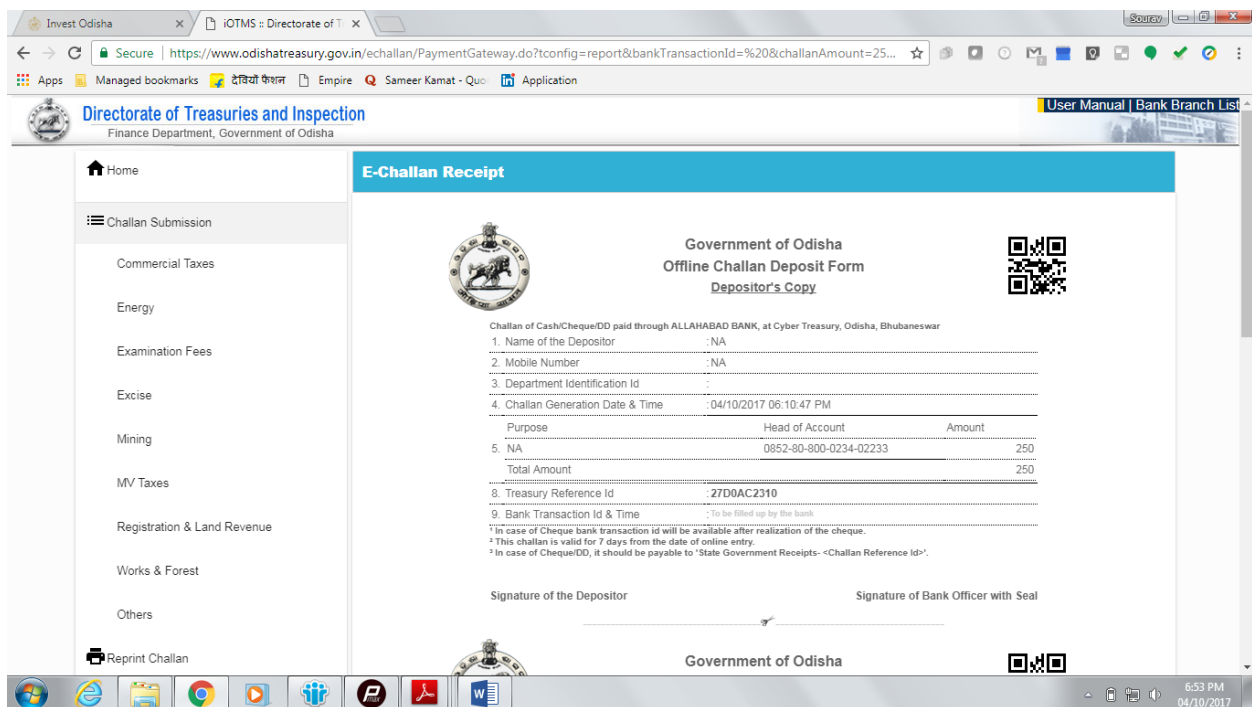 Invest Odisha
iOTMS :: Directorate of T
Sourav
Secure | https://www.odishatreasury.gov.in/echallan/PaymentGateway.do?tconfig=report&bankTransactionId=%20&challanAmount=25...
Apps Managed bookmarks देवियों फैशन Empire Sameer Kamat - Quo Application
Directorate of Treasuries and Inspection
Finance Department, Government of Odisha
User Manual | Bank Branch List
Home
Challan Submission
Commercial Taxes
Energy
Examination Fees
Excise
Mining
MV Taxes
Registration & Land Revenue
Works & Forest
Others
Reprint Challan
E-Challan Receipt
Government of Odisha
Offline Challan Deposit Form
Depositor's Copy
Challan of Cash/Cheque/DD paid through ALLAHABAD BANK, at Cyber Treasury, Odisha, Bhubaneswar
1. Name of the Depositor : NA
2. Mobile Number : NA
3. Department Identification Id :
4. Challan Generation Date & Time : 04/10/2017 06:10:47 PM
Purpose Head of Account Amount
5. NA 0852-80-800-0234-02233 250
Total Amount 250
8. Treasury Reference Id : 27D0AC2310
9. Bank Transaction Id & Time : To be filled up by the bank
¹ In case of Cheque bank transaction id will be available after realization of the cheque.
² This challan is valid for 7 days from the date of online entry.
³ In case of Cheque/DD, it should be payable to 'State Government Receipts- <Challan Reference Id>'.
Signature of the Depositor Signature of Bank Officer with Seal
Government of Odisha
6:53 PM
04/10/2017